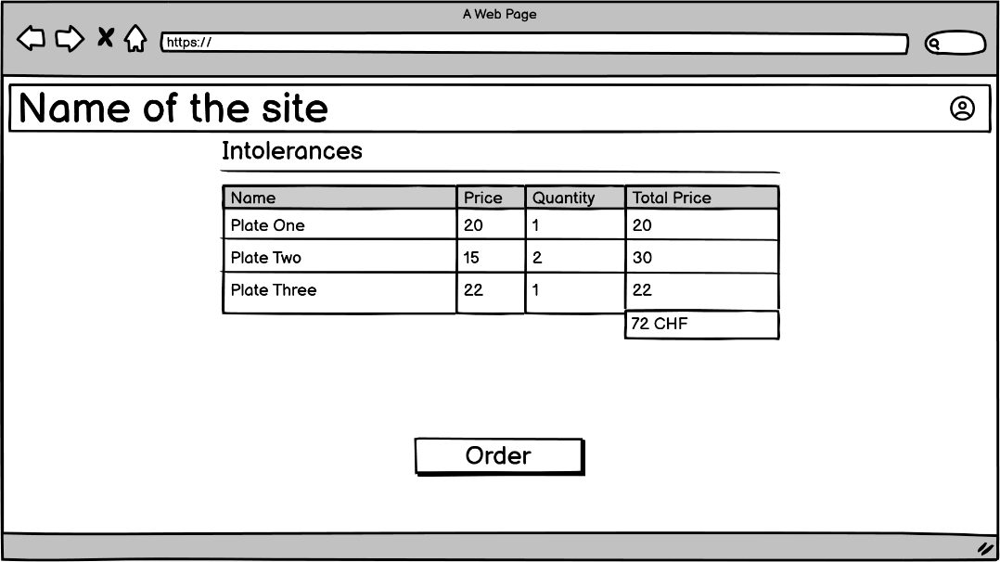 A Web Page
https://
Name of the site
Intolerances
Name Price Quantity Total Price
Plate One 20 1 20
Plate Two 15 2 30
Plate Three 22 1 22
72 CHF
Order